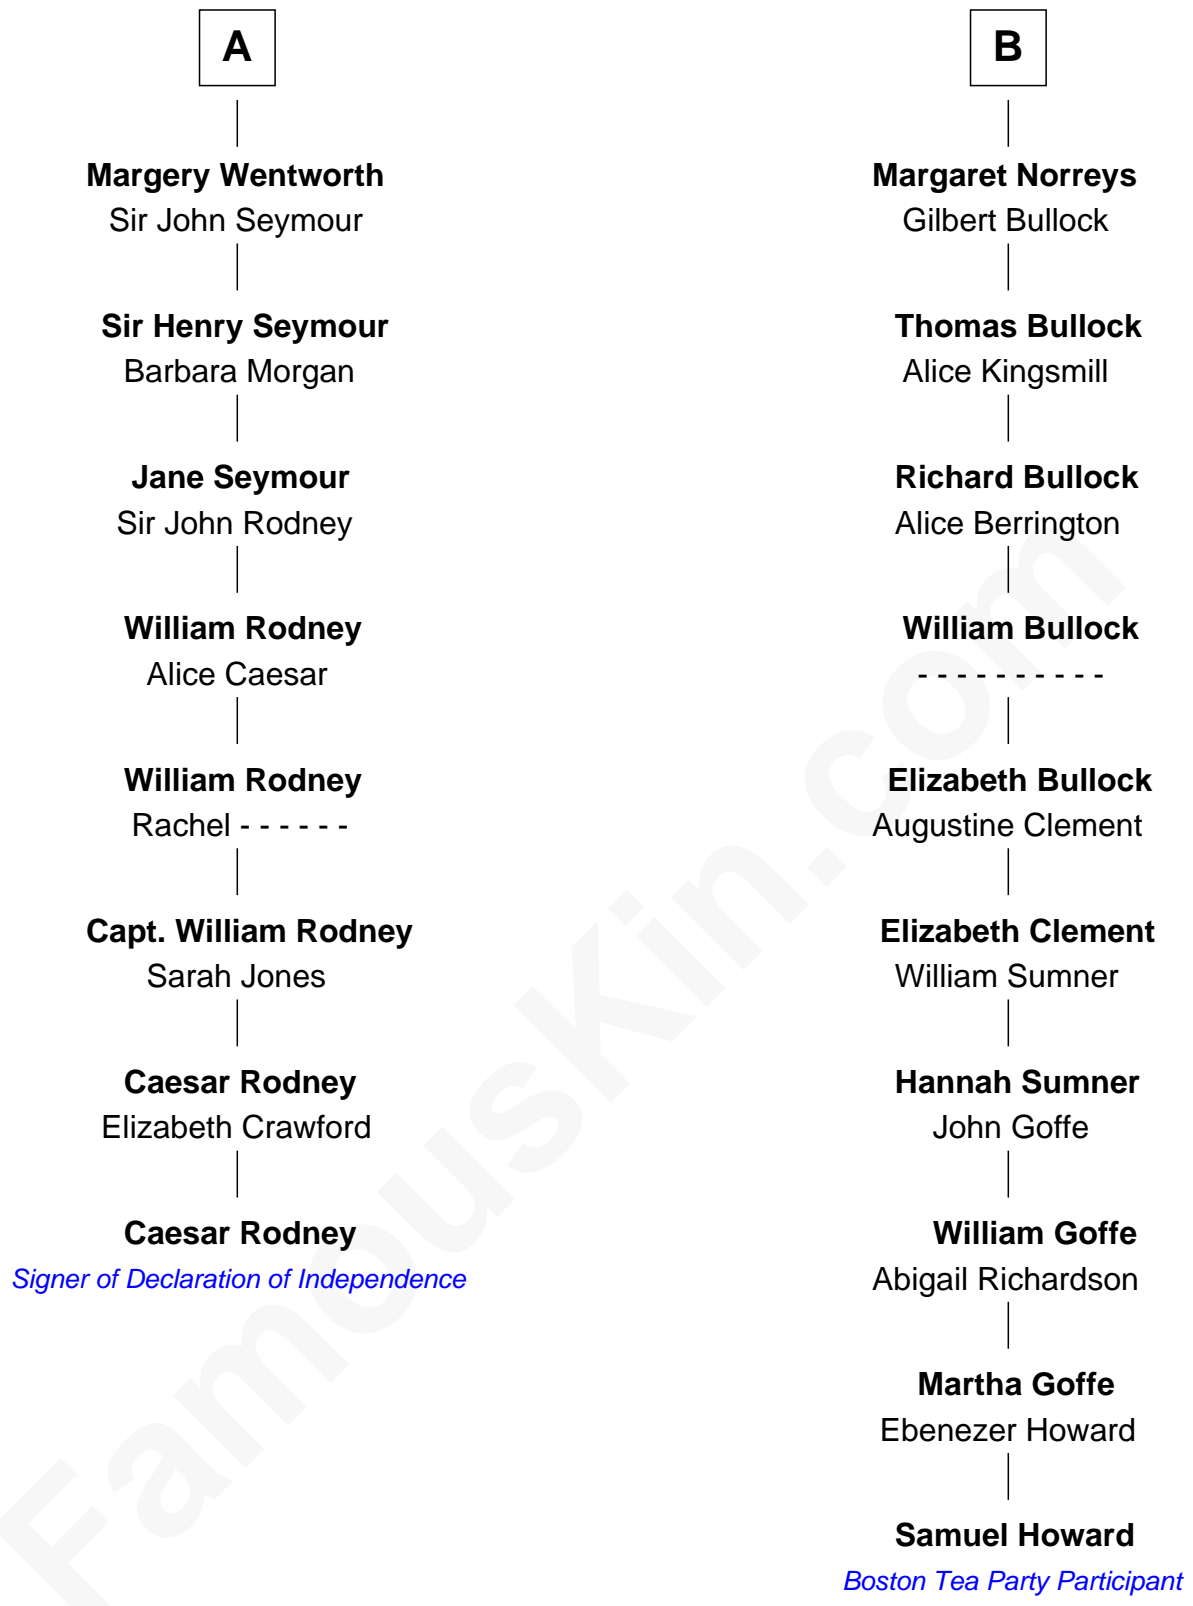 A
Margery Wentworth
Sir John Seymour
Sir Henry Seymour
Barbara Morgan
Jane Seymour
Sir John Rodney
William Rodney
Alice Caesar
William Rodney
Rachel - - - - - -
Capt. William Rodney
Sarah Jones
Caesar Rodney
Elizabeth Crawford
Caesar Rodney
Signer of Declaration of Independence
B
Margaret Norreys
Gilbert Bullock
Thomas Bullock
Alice Kingsmill
Richard Bullock
Alice Berrington
William Bullock
- - - - - - - - - -
Elizabeth Bullock
Augustine Clement
Elizabeth Clement
William Sumner
Hannah Sumner
John Goffe
William Goffe
Abigail Richardson
Martha Goffe
Ebenezer Howard
Samuel Howard
Boston Tea Party Participant
FamousKin.com